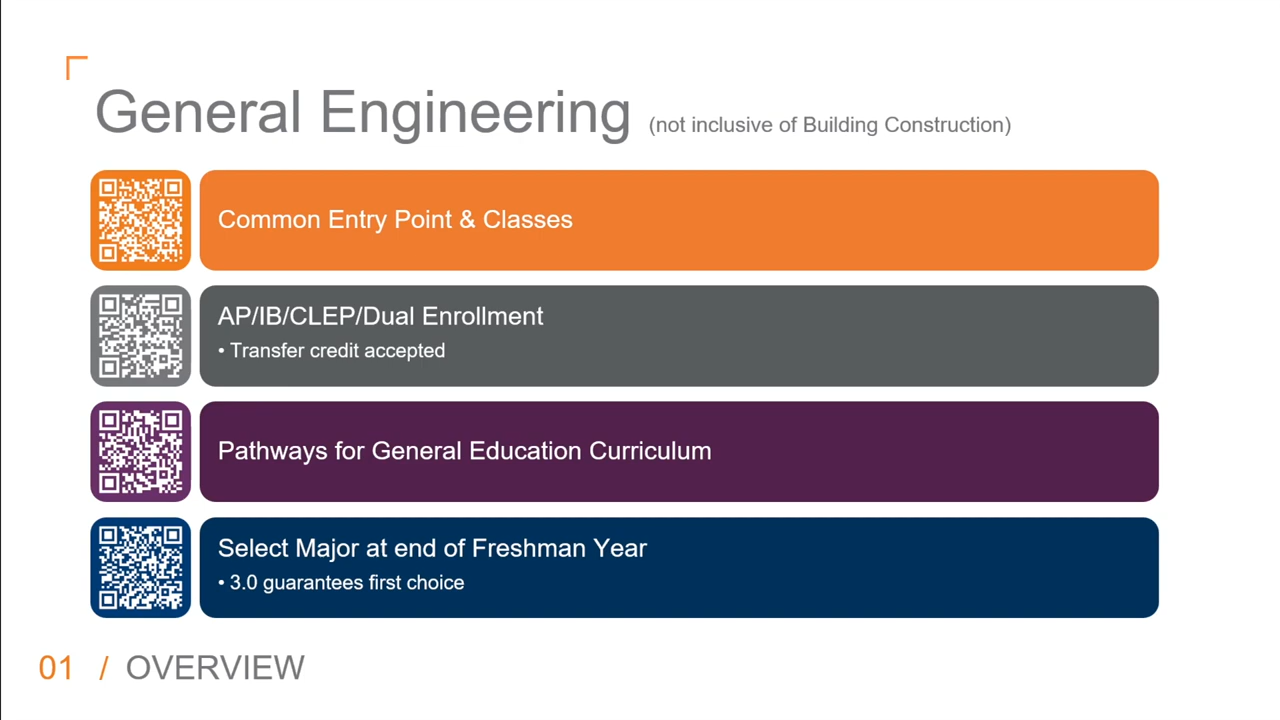 General Engineering (not inclusive of Building Construction)
Common Entry Point & Classes
AP/IB/CLEP/Dual Enrollment
• Transfer credit accepted
Pathways for General Education Curriculum
Select Major at end of Freshman Year
• 3.0 guarantees first choice
01 / OVERVIEW